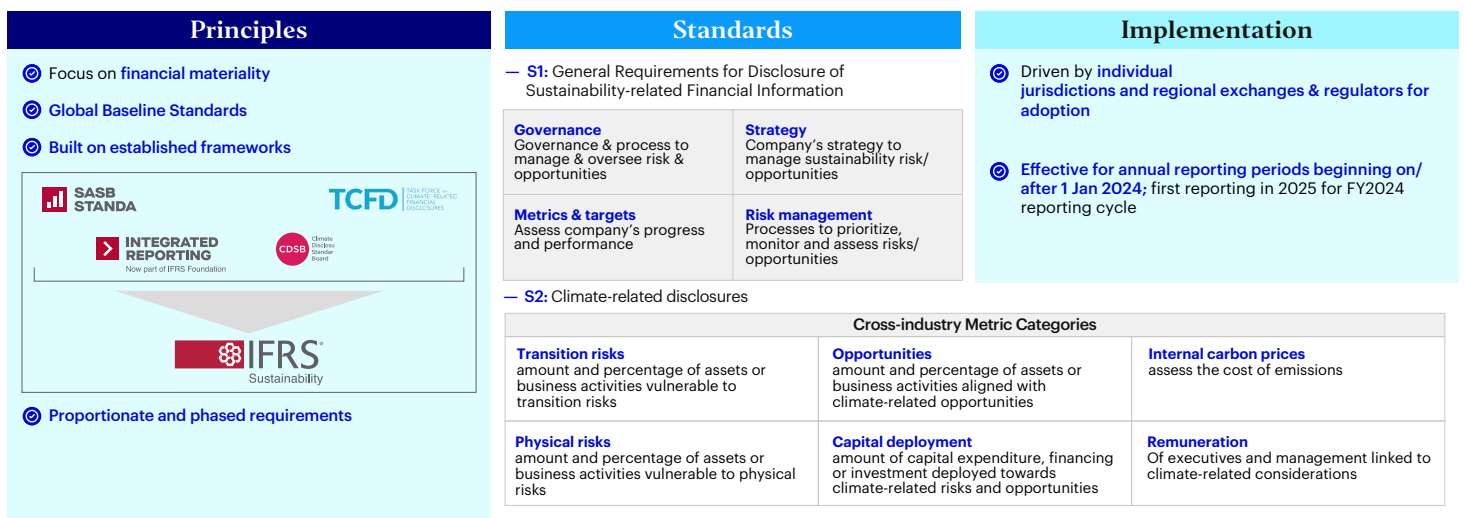 Principles
Focus on financial materiality
Global Baseline Standards
Built on established frameworks
SASB
STANDA
TCFD
TASK FORCE ON
CLIMATE-RELATED
FINANCIAL
DISCLOSURES
INTEGRATED
REPORTING
Now part of IFRS Foundation
CDSB
Climate
Disclosu
Standar
Board
IFRS
Sustainability
Proportionate and phased requirements
Standards
— S1: General Requirements for Disclosure of
Sustainability-related Financial Information
Governance
Governance & process to
manage & oversee risk &
opportunities
Strategy
Company's strategy to
manage sustainability risk/
opportunities
Metrics & targets
Assess company's progress
and performance
Risk management
Processes to prioritize,
monitor and assess risks/
opportunities
— S2: Climate-related disclosures
Cross-industry Metric Categories
Transition risks
amount and percentage of assets or
business activities vulnerable to
transition risks
Opportunities
amount and percentage of assets or
business activities aligned with
climate-related opportunities
Internal carbon prices
assess the cost of emissions
Physical risks
amount and percentage of assets or
business activities vulnerable to physical
risks
Capital deployment
amount of capital expenditure, financing
or investment deployed towards
climate-related risks and opportunities
Remuneration
Of executives and management linked to
climate-related considerations
Implementation
Driven by individual
jurisdictions and regional exchanges & regulators for
adoption
Effective for annual reporting periods beginning on/
after 1 Jan 2024; first reporting in 2025 for FY2024
reporting cycle